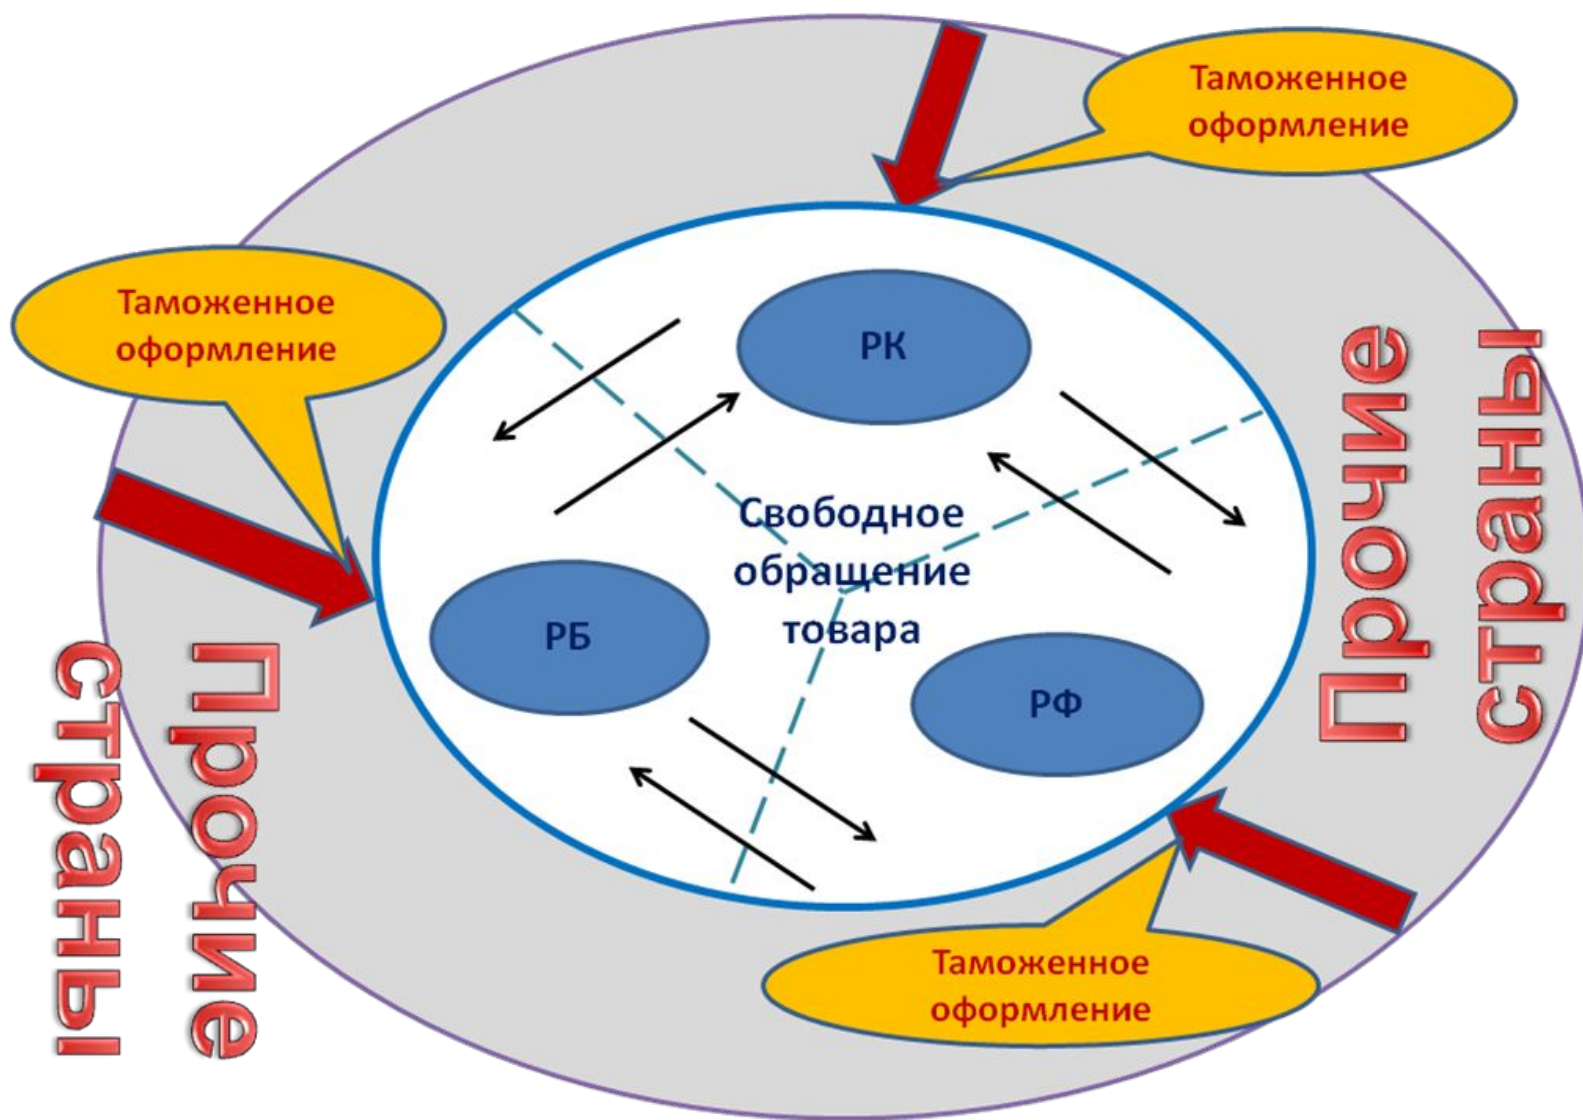 Таможенное
оформление
Таможенное
оформление
РК
Прочие
страны
Свободное
обращение
товара
РБ
РФ
Прочие
страны
Таможенное
оформление